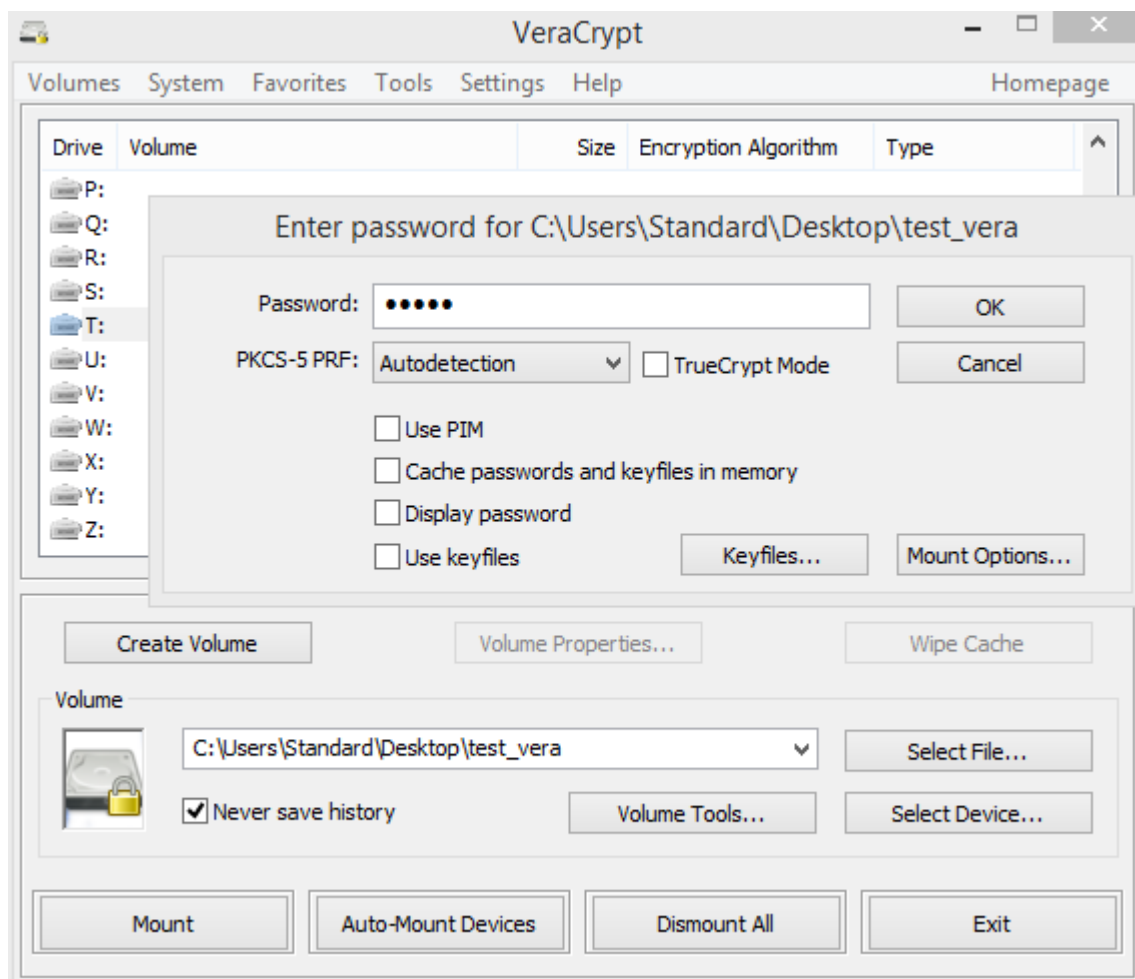 VeraCrypt
Volumes System Favorites Tools Settings Help Homepage
Drive Volume Size Encryption Algorithm Type
P:
Q:
R:
S:
T:
U:
V:
W:
X:
Y:
Z:
Enter password for C:\Users\Standard\Desktop\test_vera
Password: ●●●●● OK
PKCS-5 PRF: Autodetection TrueCrypt Mode Cancel
Use PIM
Cache passwords and keyfiles in memory
Display password
Use keyfiles Keyfiles... Mount Options...
Create Volume Volume Properties... Wipe Cache
Volume
C:\Users\Standard\Desktop\test_vera Select File...
Never save history Volume Tools... Select Device...
Mount Auto-Mount Devices Dismount All Exit